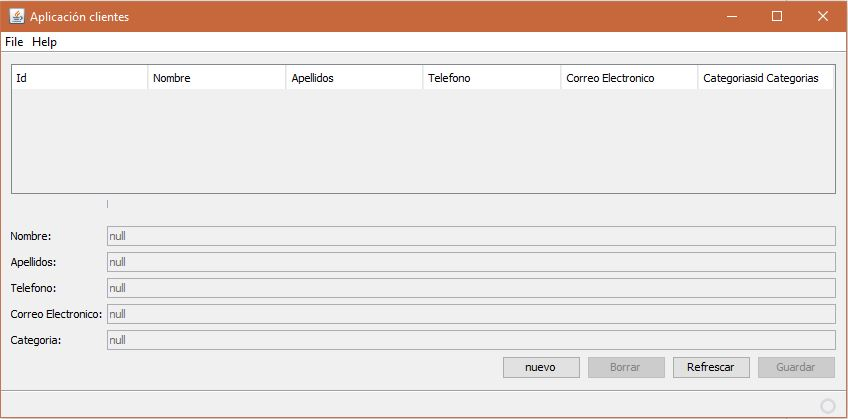 Aplicación clientes
File Help
Id Nombre Apellidos Telefono Correo Electronico Categoriasid Categorias
Nombre: null
Apellidos: null
Telefono: null
Correo Electronico: null
Categoria: null
nuevo Borrar Refrescar Guardar